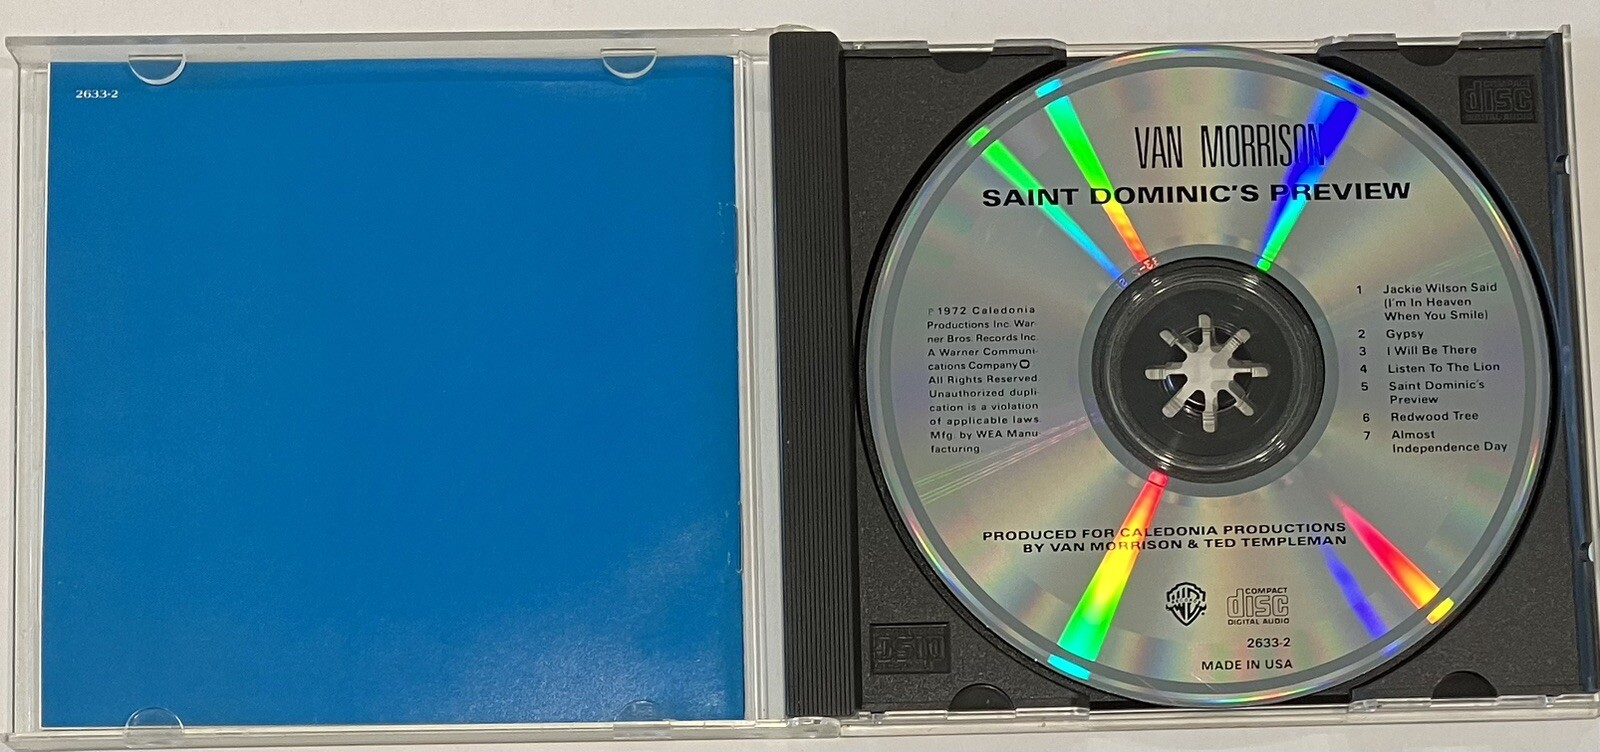 2633-2
disc
DIGITAL AUDIO
VAN MORRISON
SAINT DOMINIC'S PREVIEW
℗ 1972 Caledonia
Productions Inc. War-
ner Bros. Records Inc.
A Warner Communi-
cations Company
All Rights Reserved.
Unauthorized dupli-
cation is a violation
of applicable laws.
Mfg. by WEA Manu-
facturing
1 Jackie Wilson Said
(I'm In Heaven
When You Smile)
2 Gypsy
3 I Will Be There
4 Listen To The Lion
5 Saint Dominic's
Preview
6 Redwood Tree
7 Almost
Independence Day
PRODUCED FOR CALEDONIA PRODUCTIONS
BY VAN MORRISON & TED TEMPLEMAN
COMPACT
disc
DIGITAL AUDIO
2633-2
MADE IN USA
disc